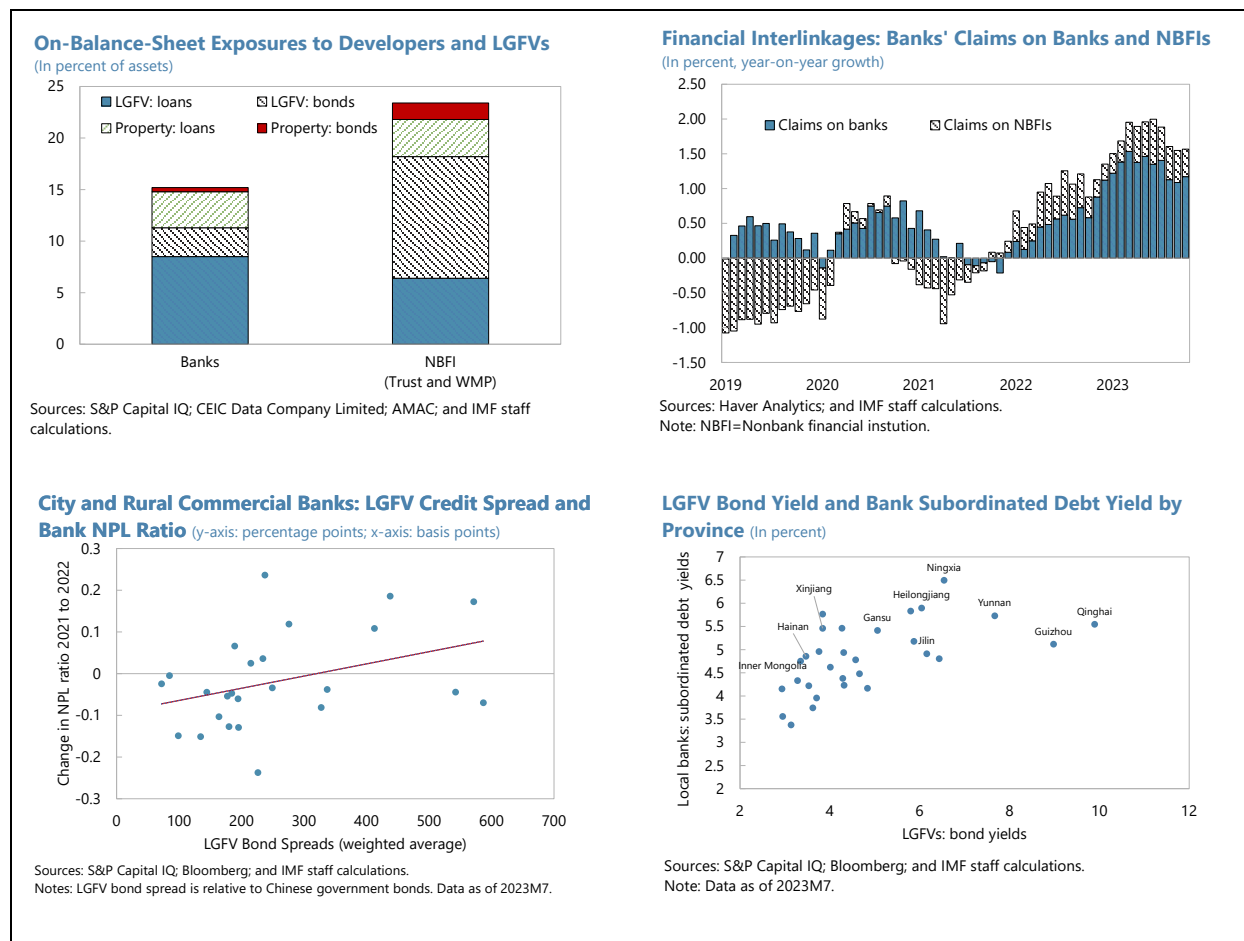 On-Balance-Sheet Exposures to Developers and LGFVs
(In percent of assets)
25
20
15
10
5
0
LGFV: loans
LGFV: bonds
Property: loans
Property: bonds
Banks
NBFI
(Trust and WMP)
Sources: S&P Capital IQ; CEIC Data Company Limited; AMAC; and IMF staff
calculations.
Financial Interlinkages: Banks' Claims on Banks and NBFIs
(In percent, year-on-year growth)
2.50
2.00
1.50
1.00
0.50
0.00
-0.50
-1.00
-1.50
Claims on banks
Claims on NBFIs
2019
2020
2021
2022
2023
Sources: Haver Analytics; and IMF staff calculations.
Note: NBFI=Nonbank financial instution.
City and Rural Commercial Banks: LGFV Credit Spread and
Bank NPL Ratio (y-axis: percentage points; x-axis: basis points)
Change in NPL ratio 2021 to 2022
0.3
0.2
0.1
0
-0.1
-0.2
-0.3
0
100
200
300
400
500
600
700
LGFV Bond Spreads (weighted average)
Sources: S&P Capital IQ; Bloomberg; and IMF staff calculations.
Notes: LGFV bond spread is relative to Chinese government bonds. Data as of 2023M7.
LGFV Bond Yield and Bank Subordinated Debt Yield by
Province (In percent)
Local banks: subordinated debt yields
7
6.5
6
5.5
5
4.5
4
3.5
3
2.5
2
Ningxia
Xinjiang
Heilongjiang
Yunnan
Qinghai
Gansu
Hainan
Jilin
Guizhou
Inner Mongolia
2
4
6
8
10
12
LGFVs: bond yields
Sources: S&P Capital IQ; Bloomberg; and IMF staff calculations.
Note: Data as of 2023M7.